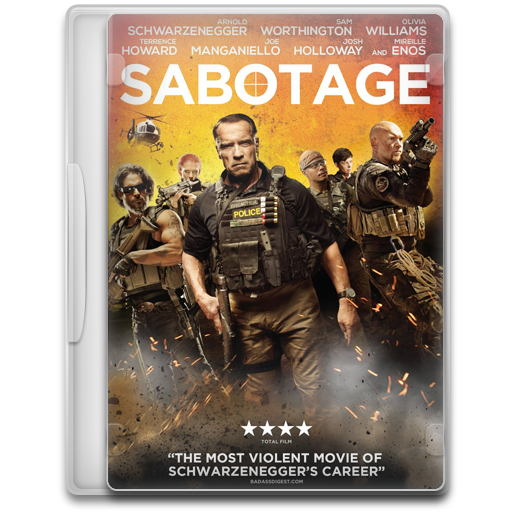 ARNOLD SCHWARZENEGGER SAM WORTHINGTON OLIVIA WILLIAMS
TERRENCE HOWARD JOE MANGANIELLO JOSH HOLLOWAY AND MIREILLE ENOS
SABOTAGE
POLICE
★★★★
TOTAL FILM
“THE MOST VIOLENT MOVIE OF
SCHWARZENEGGER'S CAREER”
BADASSDIGEST.COM